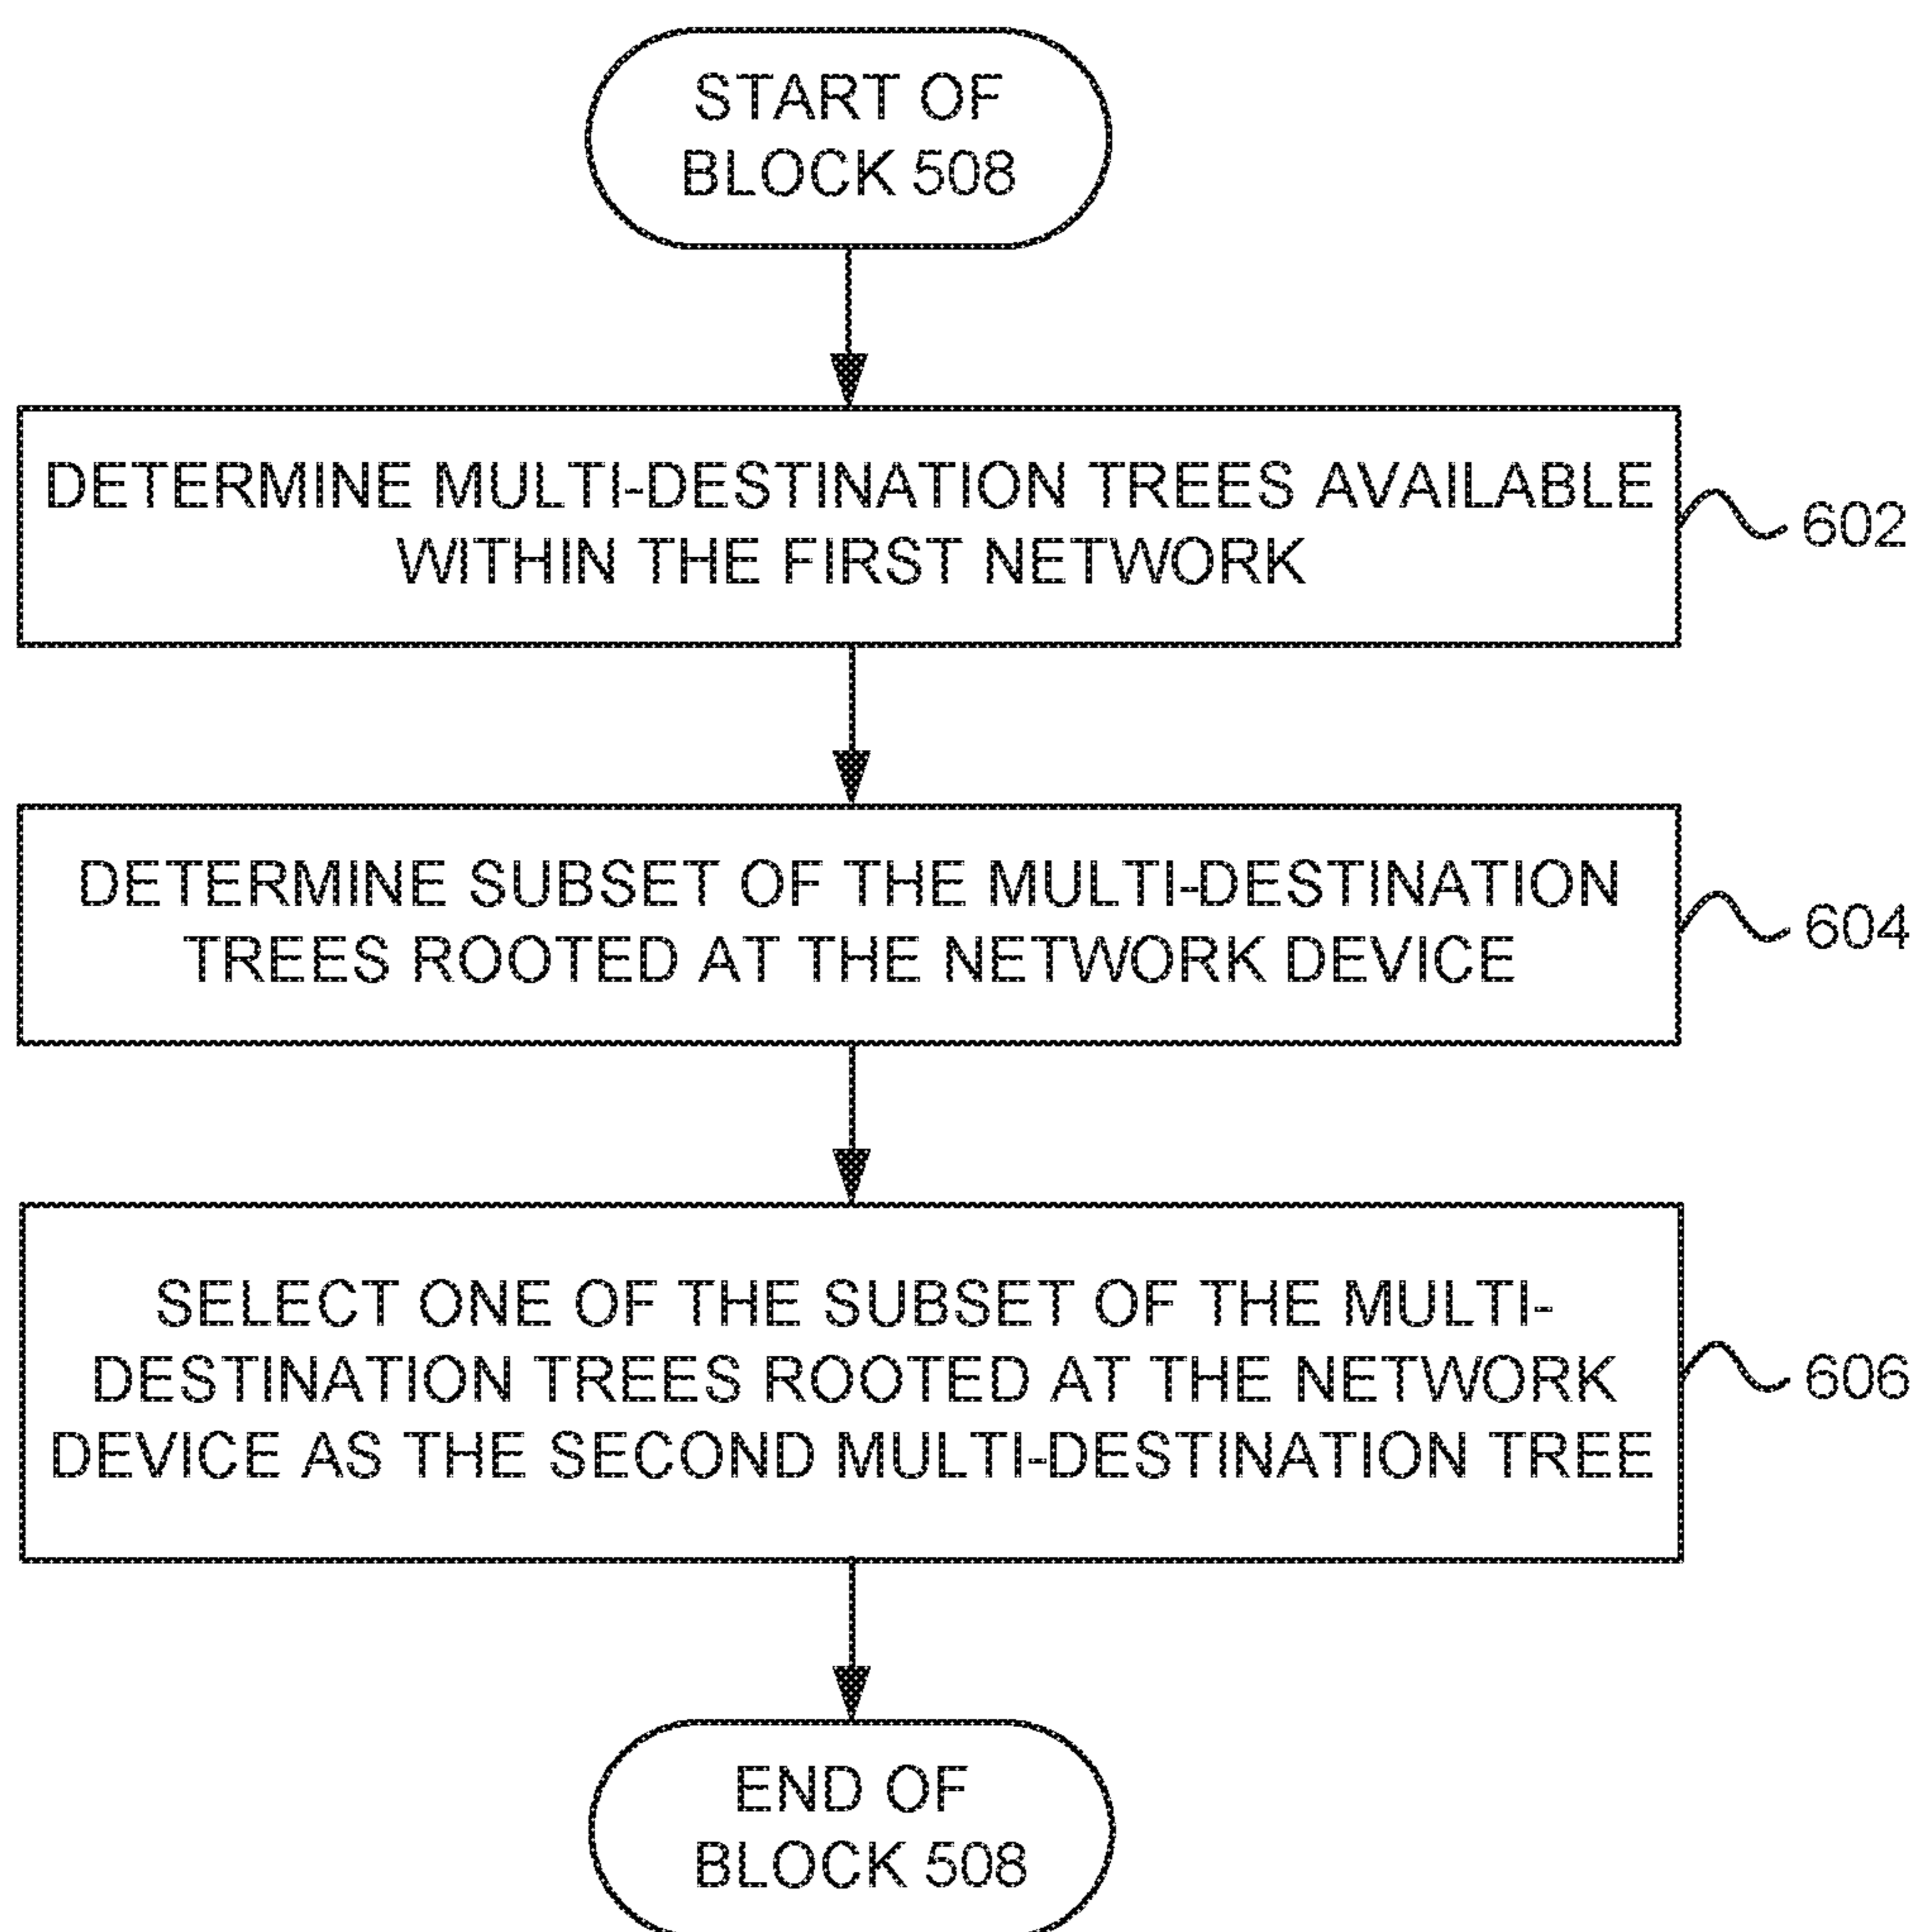 START OF
BLOCK 508
DETERMINE MULTI-DESTINATION TREES AVAILABLE
WITHIN THE FIRST NETWORK
602
DETERMINE SUBSET OF THE MULTI-DESTINATION
TREES ROOTED AT THE NETWORK DEVICE
604
SELECT ONE OF THE SUBSET OF THE MULTI-
DESTINATION TREES ROOTED AT THE NETWORK
DEVICE AS THE SECOND MULTI-DESTINATION TREE
606
END OF
BLOCK 508